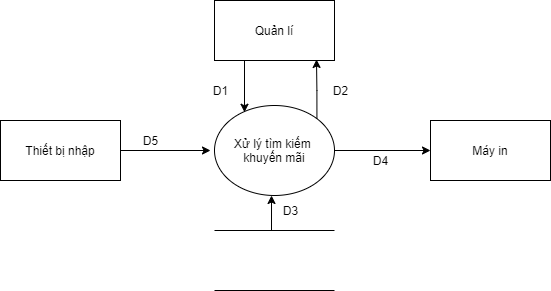 Quản lí
D1
D2
Thiết bị nhập
D5
Xử lý tìm kiếm
khuyến mãi
D4
Máy in
D3